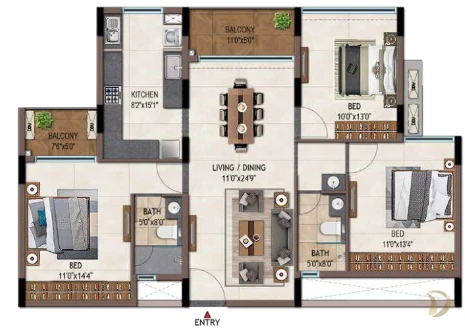 BALCONY
11'0"x5'0"
KITCHEN
8'2"x15'1"
BED
10'0"x13'0"
BALCONY
7'6"x5'0"
LIVING / DINING
11'0"x24'9"
BATH
5'0"x8'0"
BED
11'0"x13'4"
BED
11'0"x14'4"
BATH
5'0"x8'0"
ENTRY